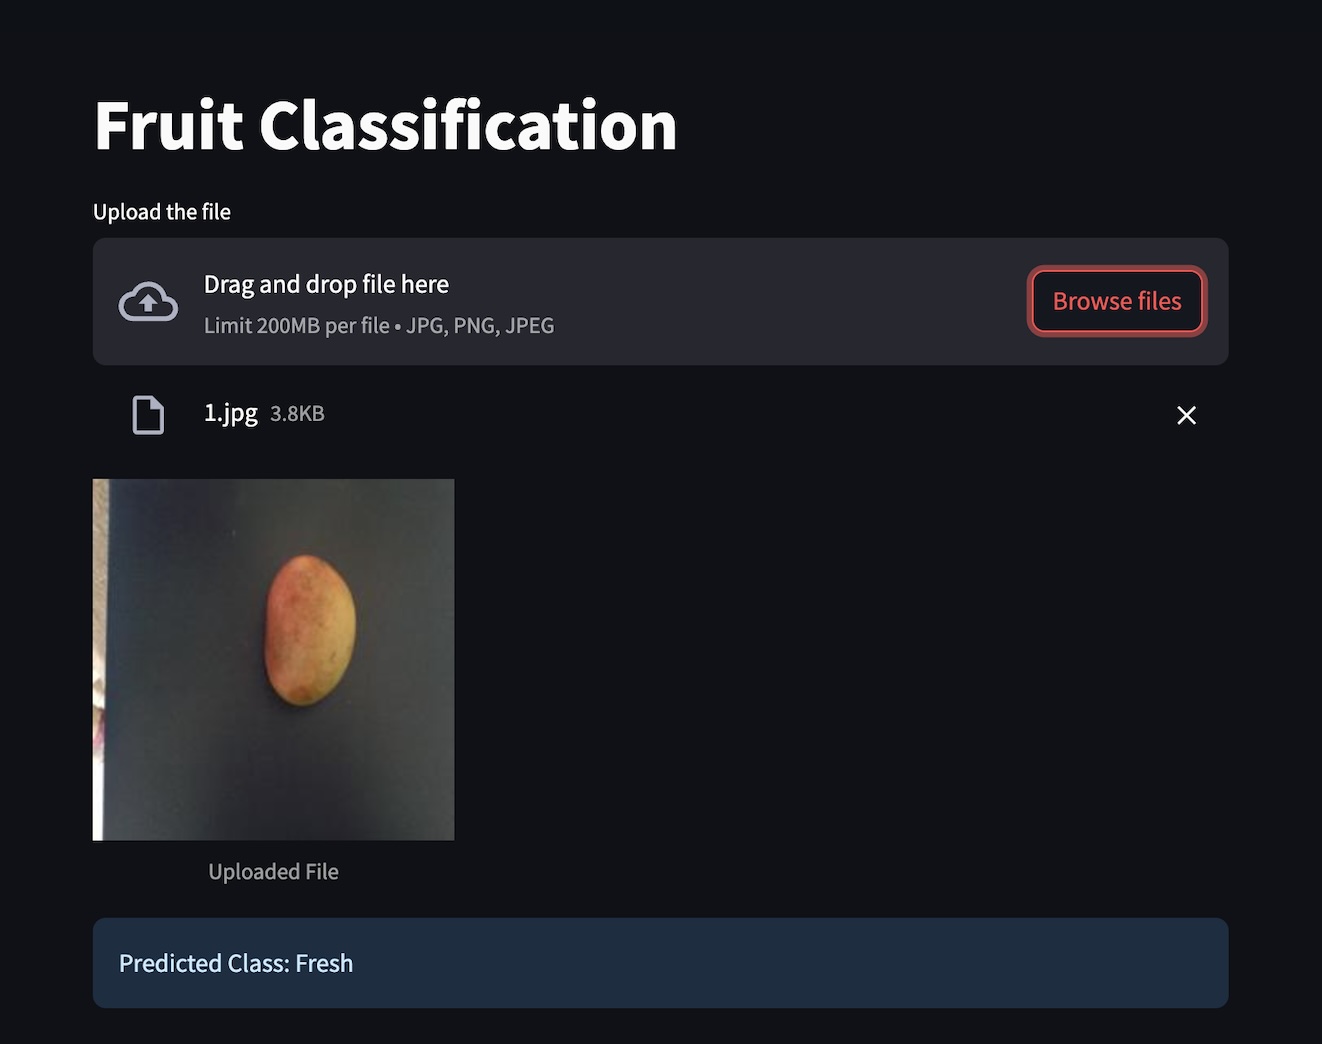 Fruit Classification
Upload the file
Drag and drop file here
Limit 200MB per file • JPG, PNG, JPEG
Browse files
1.jpg 3.8KB
Uploaded File
Predicted Class: Fresh